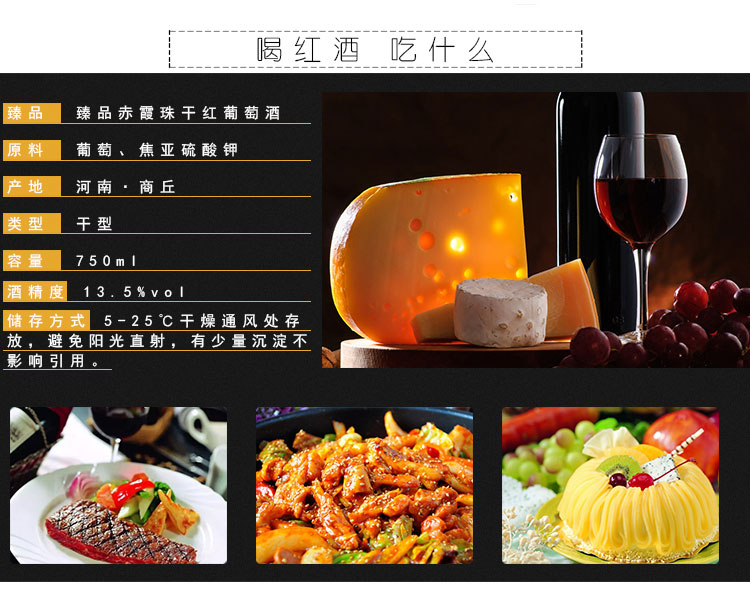 喝红酒 吃什么
臻品 臻品赤霞珠干红葡萄酒
原料 葡萄、焦亚硫酸钾
产地 河南·商丘
类型 干型
容量 750ml
酒精度 13.5%vol
储存方式 5-25℃干燥通风处存
放，避免阳光直射，有少量沉淀不
影响引用。